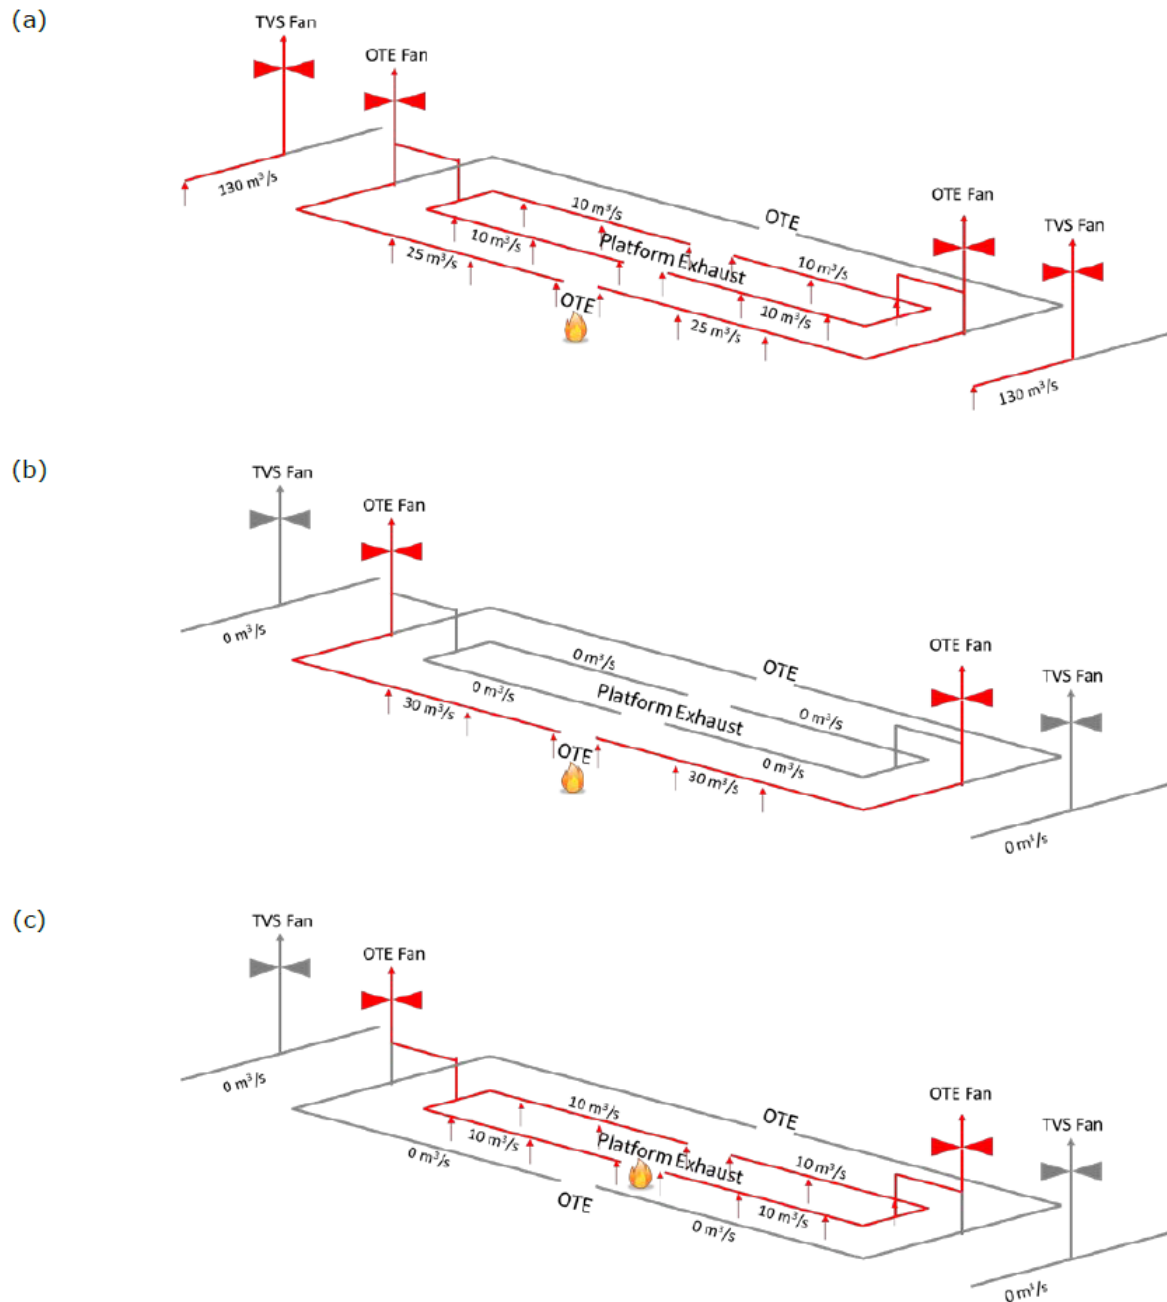 (a)
TVS Fan
OTE Fan
130 m³/s
10 m³/s
OTE
OTE Fan
TVS Fan
10 m³/s
Platform Exhaust
10 m³/s
25 m³/s
OTE
10 m³/s
25 m³/s
130 m³/s
(b)
TVS Fan
OTE Fan
0 m³/s
0 m³/s
OTE
OTE Fan
TVS Fan
0 m³/s
Platform Exhaust
0 m³/s
30 m³/s
OTE
0 m³/s
30 m³/s
0 m³/s
(c)
TVS Fan
OTE Fan
0 m³/s
10 m³/s
OTE
OTE Fan
TVS Fan
10 m³/s
Platform Exhaust
10 m³/s
0 m³/s
OTE
10 m³/s
0 m³/s
0 m³/s